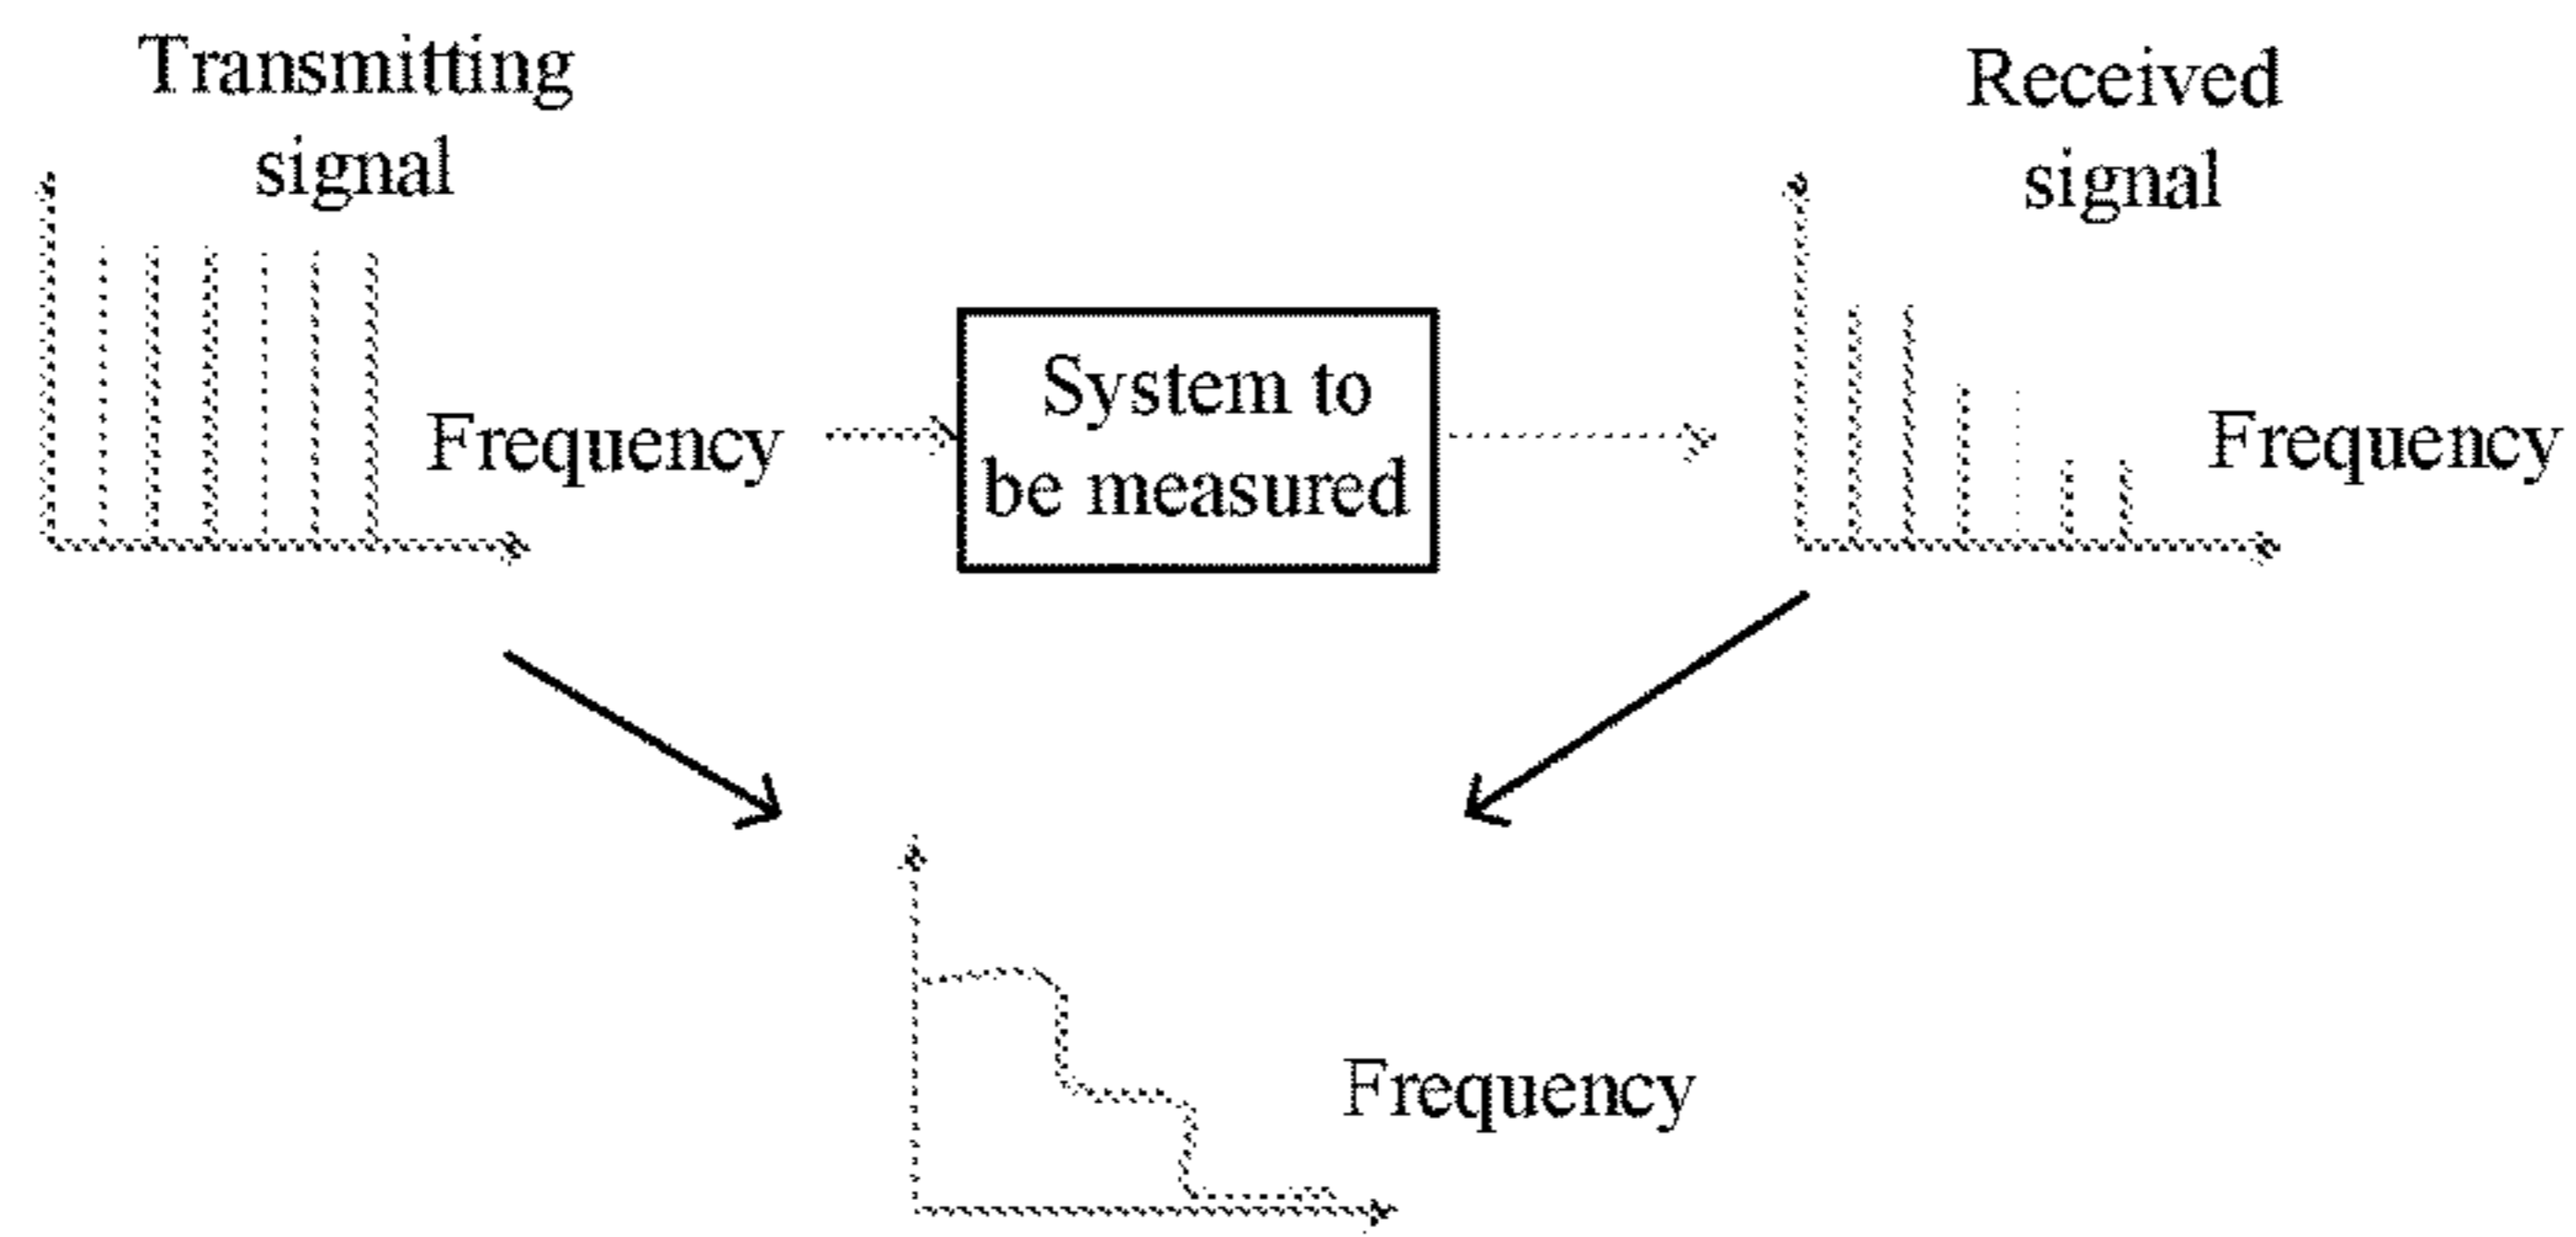 Transmitting
signal
Received
signal
Frequency
System to
be measured
Frequency
Frequency